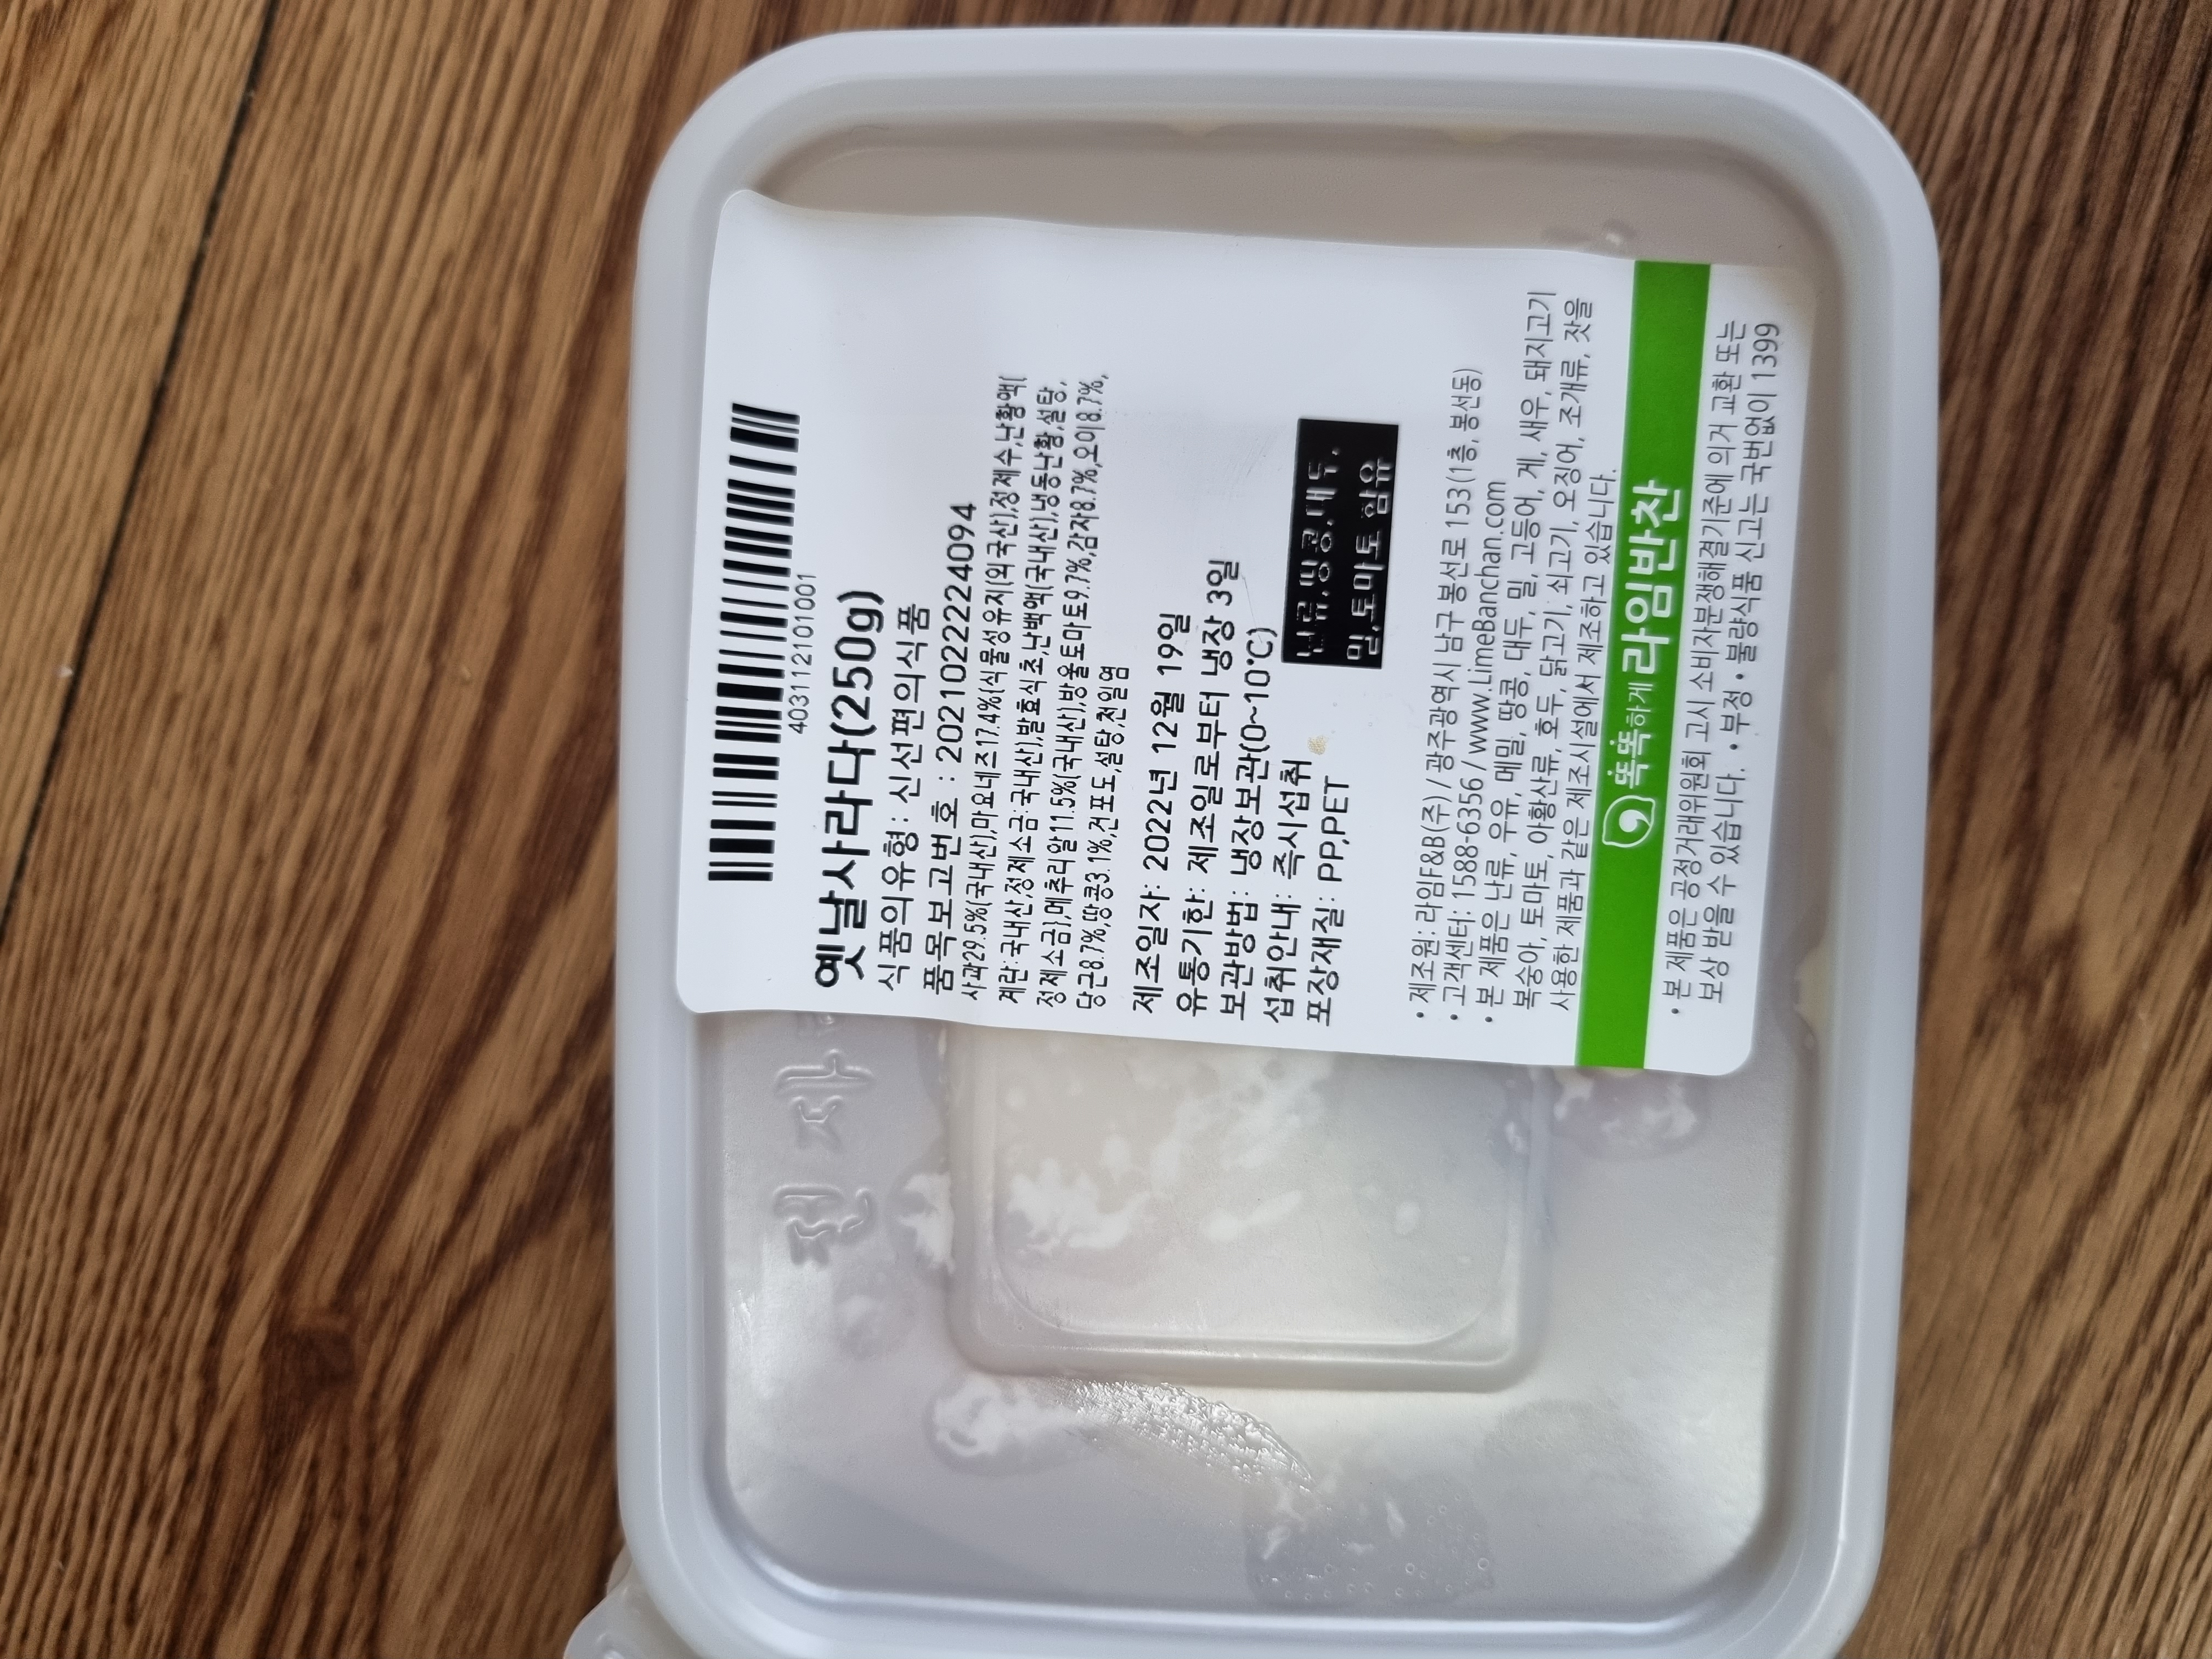 403112101001
옛날사라다(250g)
식품의유형: 신선편의식품
품목보고번호 : 2021022224094
사과29.5%(국내산),마요네즈17.4%{식물성유지(외국산),정제수,난황액(
계란:국내산,정제소금:국내산),발효식초,난백액(국내산),냉동난황,설탕,
정제소금},메추리알11.5%(국내산),방울토마토9.7%,감자8.7%,오이8.7%,
당근8.7%,땅콩3.1%,건포도,설탕,천일염
제조일자: 2022년 12월 19일
유통기한: 제조일로부터 냉장 3일
보관방법: 냉장보관(0~10℃)
섭취안내: 즉시섭취
포장재질: PP,PET
난류,땅콩,대두,
밀,토마토 함유
• 제조원: 라임F&B(주) / 광주광역시 남구 봉선로 153(1층, 봉선동)
• 고객센터: 1588-6356 / www.LimeBanchan.com
• 본 제품은 난류, 우유, 메밀, 땅콩, 대두, 밀, 고등어, 게, 새우, 돼지고기
복숭아, 토마토, 아황산류, 호두, 닭고기, 쇠고기, 오징어, 조개류, 잣을
사용한 제품과 같은 제조시설에서 제조하고 있습니다.
똑똑하게 라임반찬
• 본 제품은 공정거래위원회 고시 소비자분쟁해결기준에 의거 교환 또는
보상 받을 수 있습니다. • 부정 • 불량식품 신고는 국번없이 1399
전 자